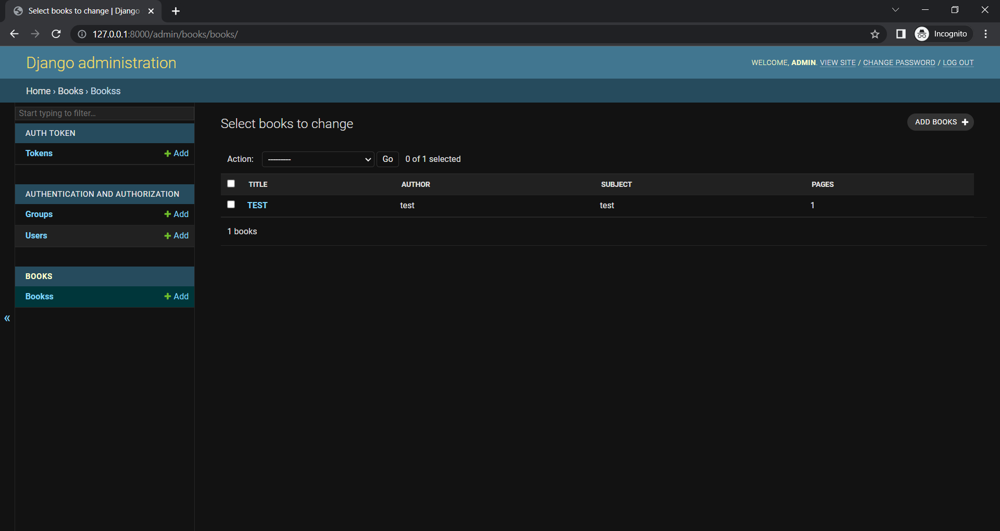 Select books to change | Django
127.0.0.1:8000/admin/books/books/
Incognito
Django administration
WELCOME, ADMIN. VIEW SITE / CHANGE PASSWORD / LOG OUT
Home › Books › Bookss
Start typing to filter...
AUTH TOKEN
Tokens + Add
AUTHENTICATION AND AUTHORIZATION
Groups + Add
Users + Add
BOOKS
Bookss + Add
«
Select books to change
ADD BOOKS +
Action: --------- Go 0 of 1 selected
TITLE AUTHOR SUBJECT PAGES
TEST test test 1
1 books